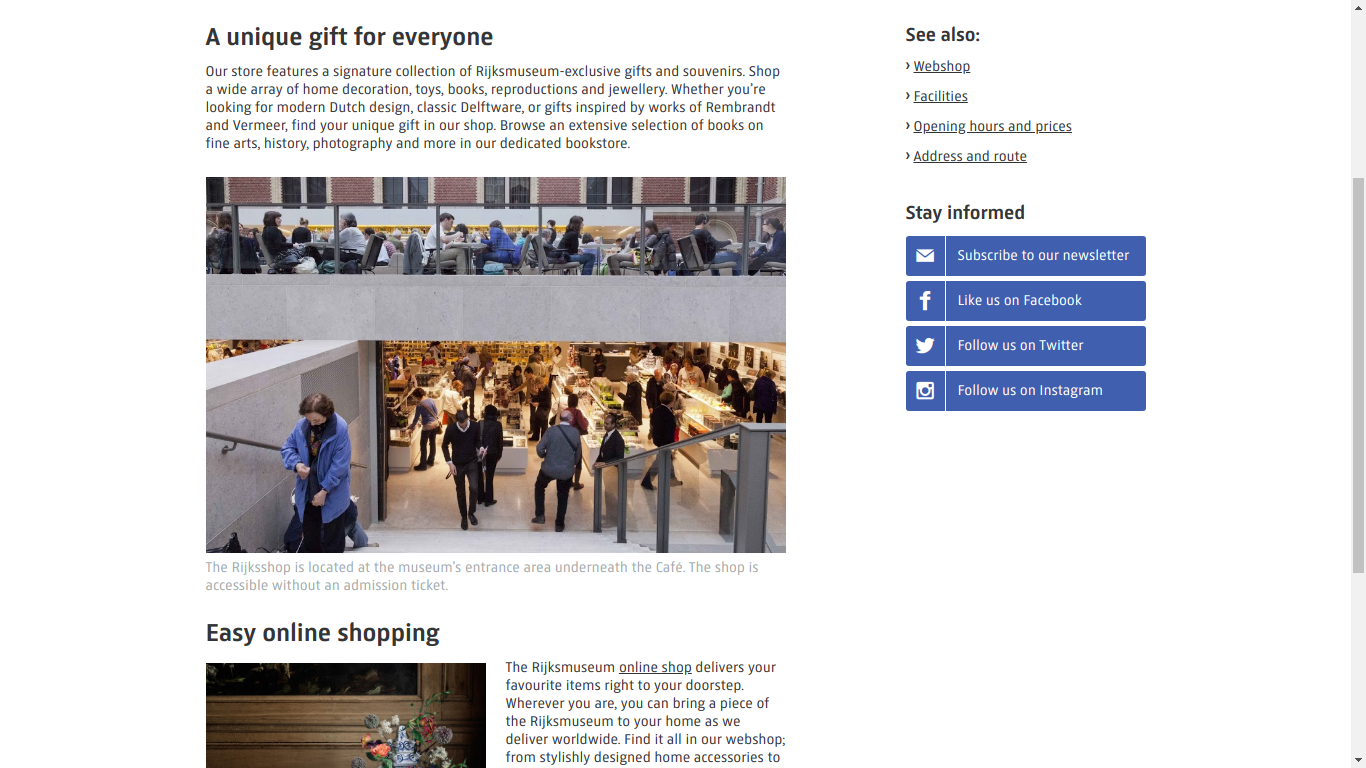 A unique gift for everyone
Our store features a signature collection of Rijksmuseum-exclusive gifts and souvenirs. Shop
a wide array of home decoration, toys, books, reproductions and jewellery. Whether you're
looking for modern Dutch design, classic Delftware, or gifts inspired by works of Rembrandt
and Vermeer, find your unique gift in our shop. Browse an extensive selection of books on
fine arts, history, photography and more in our dedicated bookstore.
The Rijksshop is located at the museum's entrance area underneath the Café. The shop is
accessible without an admission ticket.
Easy online shopping
The Rijksmuseum online shop delivers your
favourite items right to your doorstep.
Wherever you are, you can bring a piece of
the Rijksmuseum to your home as we
deliver worldwide. Find it all in our webshop;
from stylishly designed home accessories to
See also:
› Webshop
› Facilities
› Opening hours and prices
› Address and route
Stay informed
Subscribe to our newsletter
Like us on Facebook
Follow us on Twitter
Follow us on Instagram